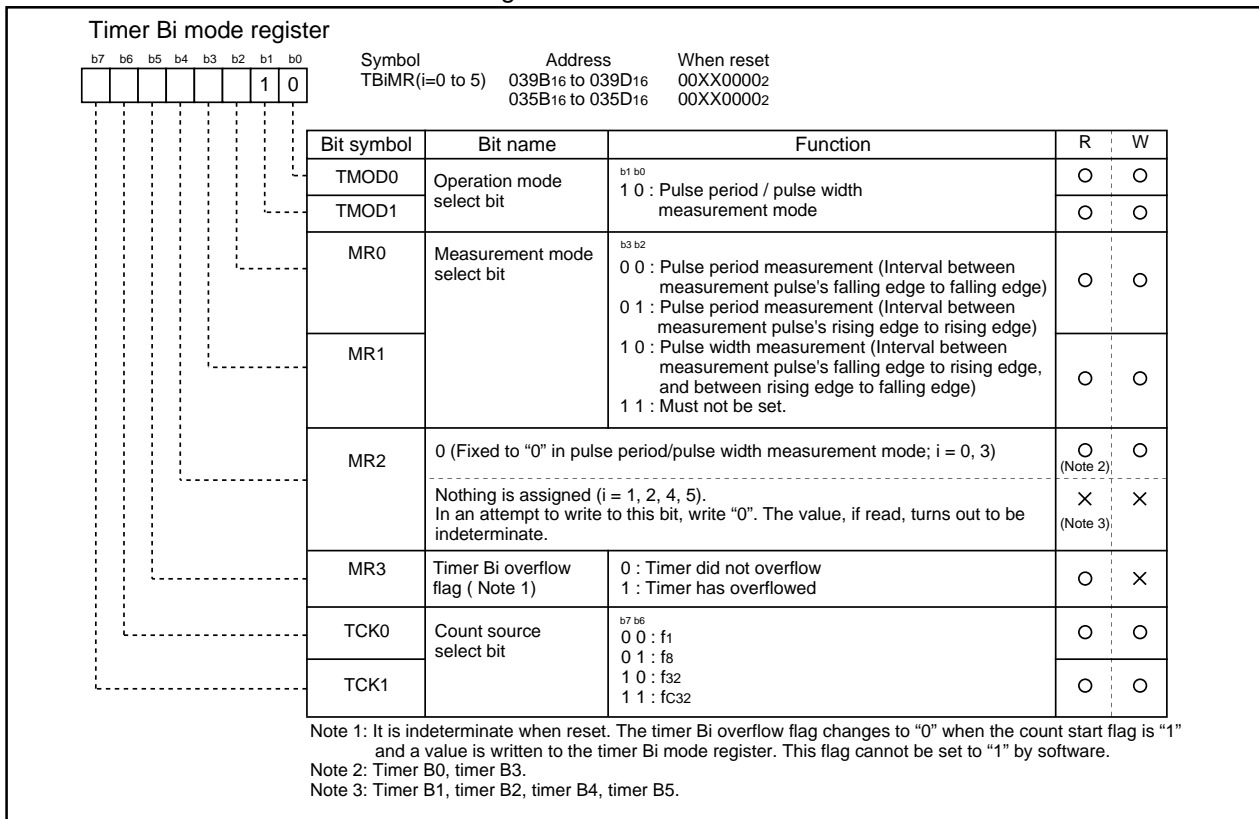 Timer Bi mode register
b7 b6 b5 b4 b3 b2 b1 b0
1 0
Symbol Address When reset
TBiMR(i=0 to 5) 039B16 to 039D16 00XX00002
035B16 to 035D16 00XX00002
Bit symbol Bit name Function R W
TMOD0
TMOD1
Operation mode
select bit
b1 b0
1 0 : Pulse period / pulse width
measurement mode
MR0
MR1
Measurement mode
select bit
b3 b2
0 0 : Pulse period measurement (Interval between
measurement pulse's falling edge to falling edge)
0 1 : Pulse period measurement (Interval between
measurement pulse's rising edge to rising edge)
1 0 : Pulse width measurement (Interval between
measurement pulse's falling edge to rising edge,
and between rising edge to falling edge)
1 1 : Must not be set.
MR2
0 (Fixed to “0” in pulse period/pulse width measurement mode; i = 0, 3)
(Note 2)
Nothing is assigned (i = 1, 2, 4, 5).
In an attempt to write to this bit, write “0”. The value, if read, turns out to be
indeterminate.
(Note 3)
MR3
Timer Bi overflow
flag ( Note 1)
0 : Timer did not overflow
1 : Timer has overflowed
TCK0
TCK1
Count source
select bit
b7 b6
0 0 : f1
0 1 : f8
1 0 : f32
1 1 : fC32
Note 1: It is indeterminate when reset. The timer Bi overflow flag changes to “0” when the count start flag is “1”
and a value is written to the timer Bi mode register. This flag cannot be set to “1” by software.
Note 2: Timer B0, timer B3.
Note 3: Timer B1, timer B2, timer B4, timer B5.